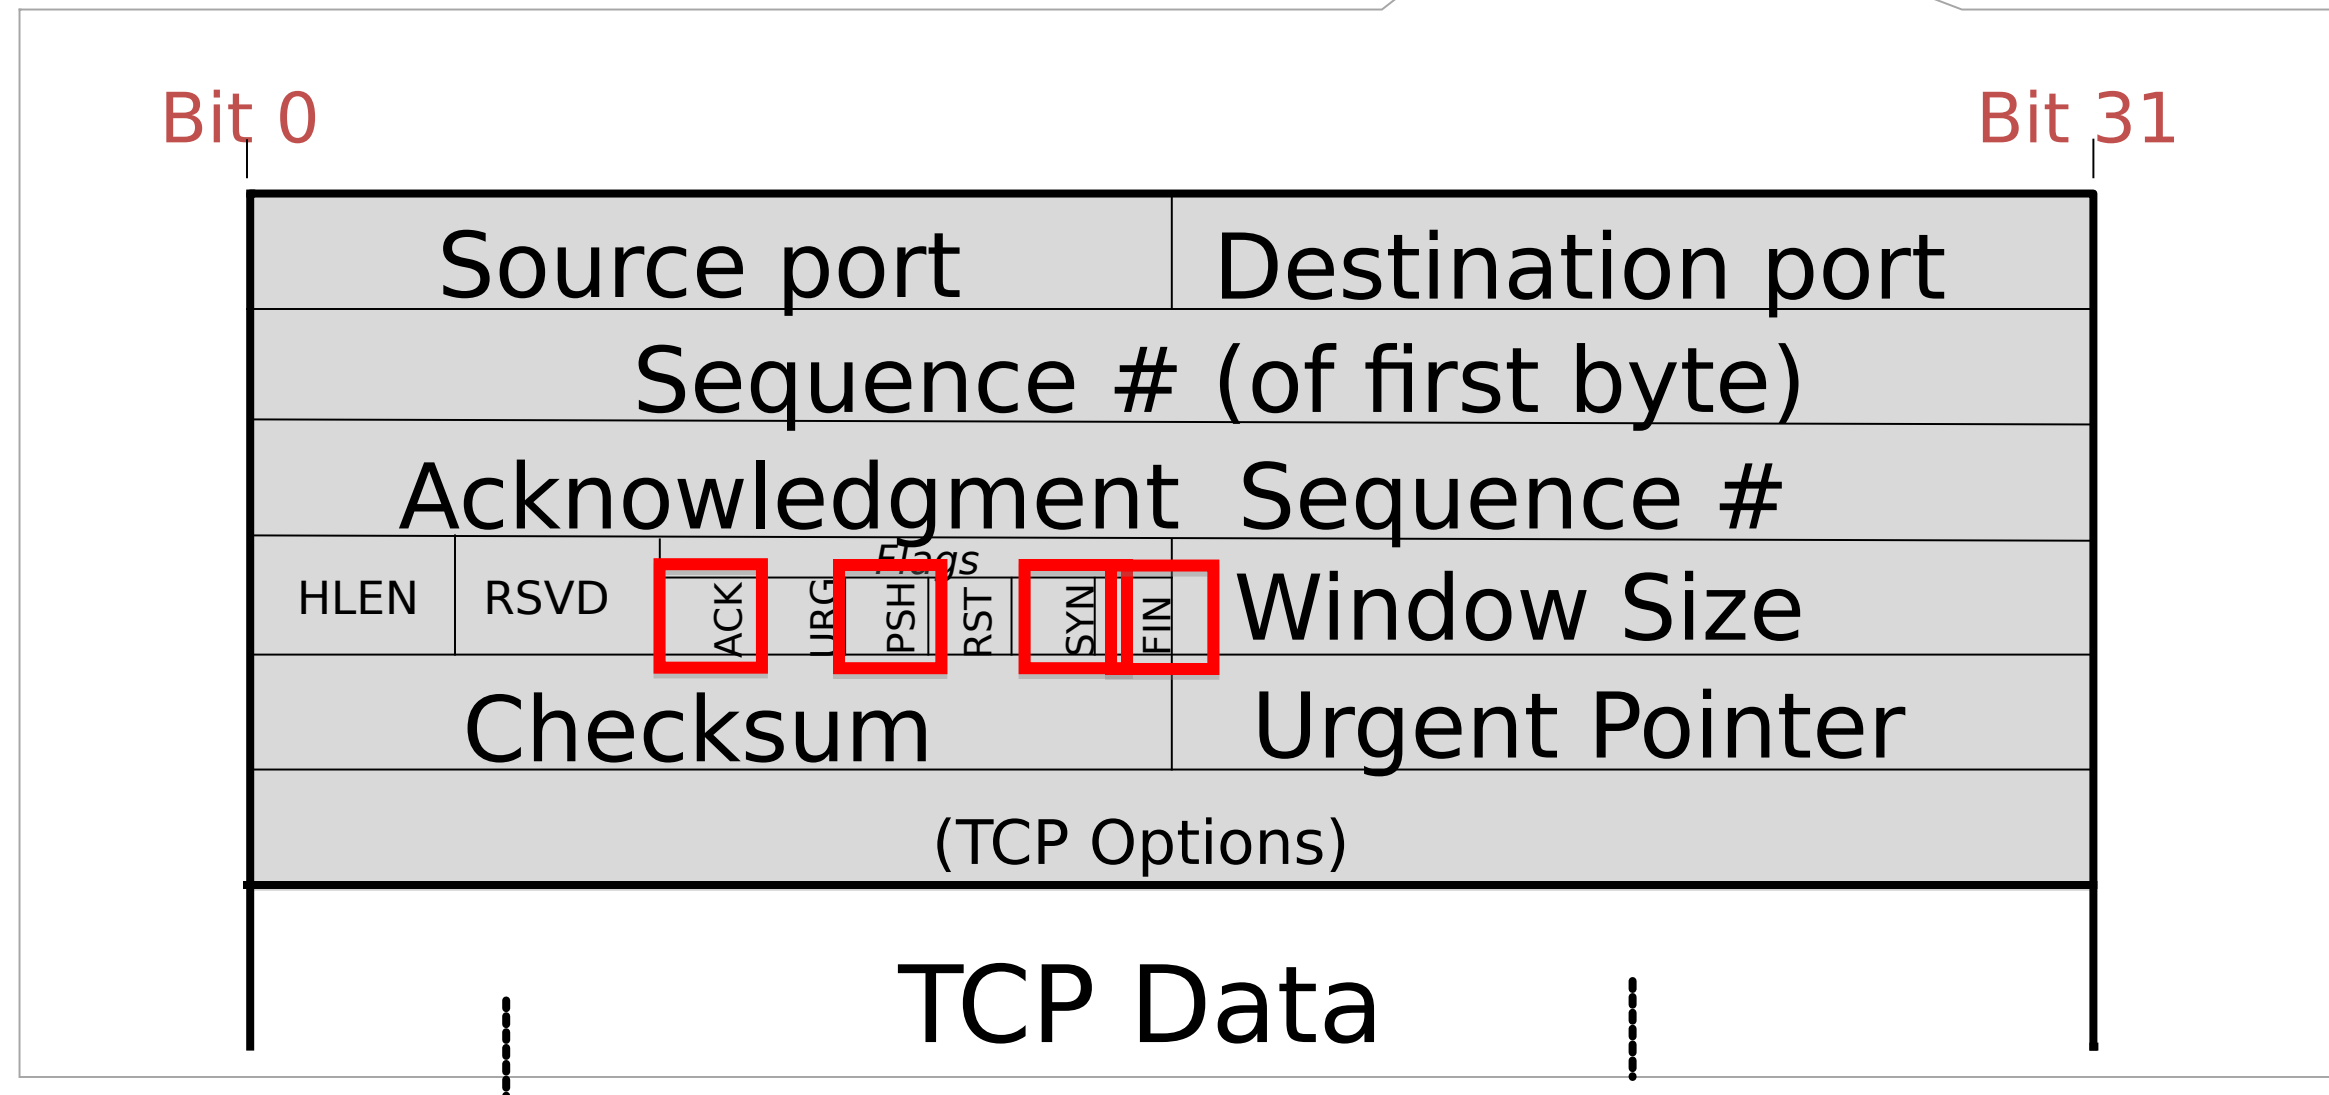 Bit 0 Bit 31
Source port Destination port
Sequence # (of first byte)
Acknowledgment Sequence #
Flags
HLEN RSVD ACK URG PSH RST SYN FIN Window Size
Checksum Urgent Pointer
(TCP Options)
TCP Data